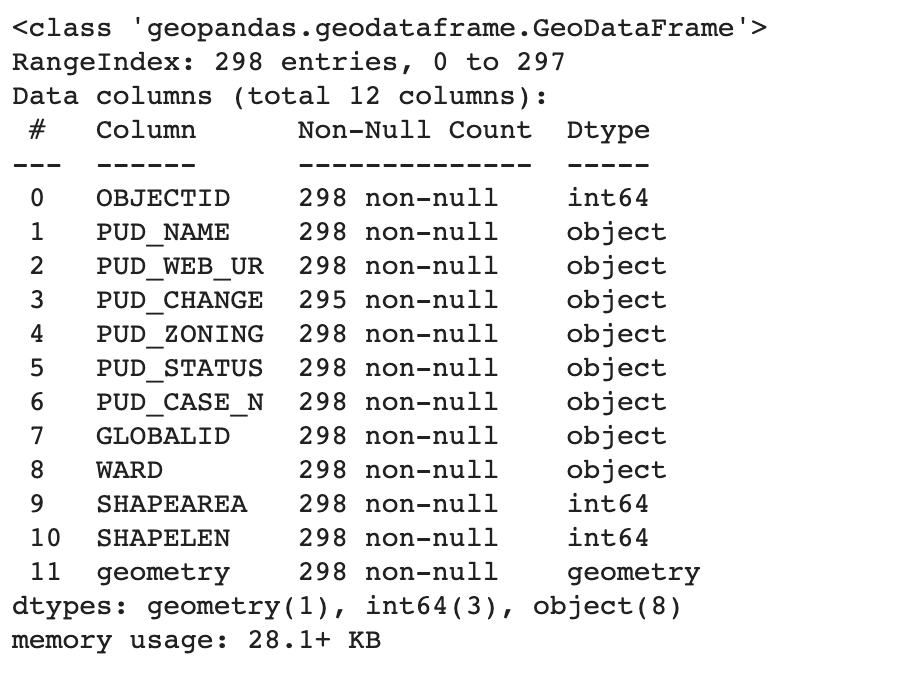 <class 'geopandas.geodataframe.GeoDataFrame'>
RangeIndex: 298 entries, 0 to 297
Data columns (total 12 columns):
 #   Column      Non-Null Count  Dtype
---  ------      --------------  -----
 0   OBJECTID    298 non-null    int64
 1   PUD_NAME    298 non-null    object
 2   PUD_WEB_UR  298 non-null    object
 3   PUD_CHANGE  295 non-null    object
 4   PUD_ZONING  298 non-null    object
 5   PUD_STATUS  298 non-null    object
 6   PUD_CASE_N  298 non-null    object
 7   GLOBALID    298 non-null    object
 8   WARD        298 non-null    object
 9   SHAPEAREA   298 non-null    int64
 10  SHAPELEN    298 non-null    int64
 11  geometry    298 non-null    geometry
dtypes: geometry(1), int64(3), object(8)
memory usage: 28.1+ KB